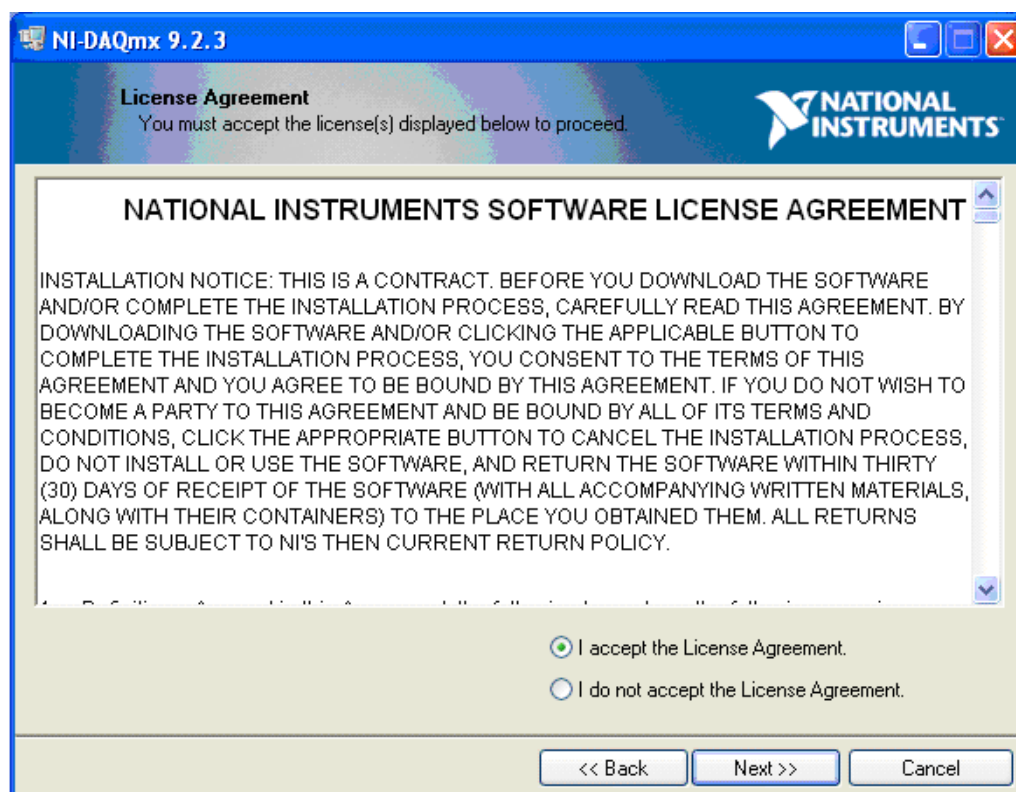 NI-DAQmx 9.2.3
License Agreement
You must accept the license(s) displayed below to proceed.
NATIONAL
INSTRUMENTS
NATIONAL INSTRUMENTS SOFTWARE LICENSE AGREEMENT
INSTALLATION NOTICE: THIS IS A CONTRACT. BEFORE YOU DOWNLOAD THE SOFTWARE
AND/OR COMPLETE THE INSTALLATION PROCESS, CAREFULLY READ THIS AGREEMENT. BY
DOWNLOADING THE SOFTWARE AND/OR CLICKING THE APPLICABLE BUTTON TO
COMPLETE THE INSTALLATION PROCESS, YOU CONSENT TO THE TERMS OF THIS
AGREEMENT AND YOU AGREE TO BE BOUND BY THIS AGREEMENT. IF YOU DO NOT WISH TO
BECOME A PARTY TO THIS AGREEMENT AND BE BOUND BY ALL OF ITS TERMS AND
CONDITIONS, CLICK THE APPROPRIATE BUTTON TO CANCEL THE INSTALLATION PROCESS,
DO NOT INSTALL OR USE THE SOFTWARE, AND RETURN THE SOFTWARE WITHIN THIRTY
(30) DAYS OF RECEIPT OF THE SOFTWARE (WITH ALL ACCOMPANYING WRITTEN MATERIALS,
ALONG WITH THEIR CONTAINERS) TO THE PLACE YOU OBTAINED THEM. ALL RETURNS
SHALL BE SUBJECT TO NI'S THEN CURRENT RETURN POLICY.
I accept the License Agreement.
I do not accept the License Agreement.
<< Back
Next >>
Cancel